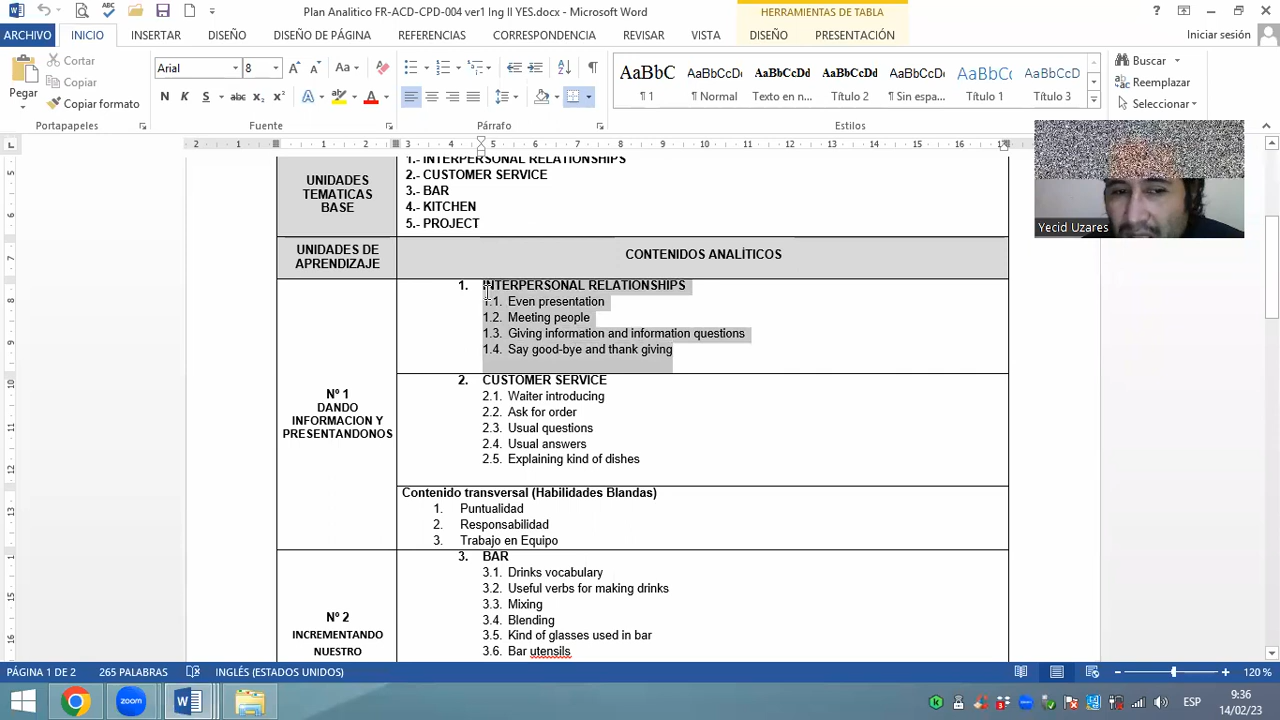 Plan Analitico FR-ACD-CPD-004 ver1 Ing II YES.docx - Microsoft Word
HERRAMIENTAS DE TABLA
ARCHIVO INICIO INSERTAR DISEÑO DISEÑO DE PÁGINA REFERENCIAS CORRESPONDENCIA REVISAR VISTA DISEÑO PRESENTACIÓN Iniciar sesión
Pegar
Cortar
Copiar
Copiar formato
Portapapeles
Arial 8
N K S abc x₂ x²
Fuente
Párrafo
AaBbC ¶ 1
AaBbCcDc ¶ Normal
AaBbCcDd Texto en n...
AaBbCcDd Título 2
AaBbCcDc ¶ Sin espa...
AaBbC Título 1
AaBbCcD Título 3
Estilos
Buscar
Reemplazar
Seleccionar
Edición
Yecid Uzares
UNIDADES TEMATICAS BASE
1.- INTERPERSONAL RELATIONSHIPS
2.- CUSTOMER SERVICE
3.- BAR
4.- KITCHEN
5.- PROJECT
UNIDADES DE APRENDIZAJE
CONTENIDOS ANALÍTICOS
Nº 1
DANDO
INFORMACION Y
PRESENTANDONOS
1. INTERPERSONAL RELATIONSHIPS
1.1. Even presentation
1.2. Meeting people
1.3. Giving information and information questions
1.4. Say good-bye and thank giving
2. CUSTOMER SERVICE
2.1. Waiter introducing
2.2. Ask for order
2.3. Usual questions
2.4. Usual answers
2.5. Explaining kind of dishes
Contenido transversal (Habilidades Blandas)
1. Puntualidad
2. Responsabilidad
3. Trabajo en Equipo
Nº 2
INCREMENTANDO
NUESTRO
3. BAR
3.1. Drinks vocabulary
3.2. Useful verbs for making drinks
3.3. Mixing
3.4. Blending
3.5. Kind of glasses used in bar
3.6. Bar utensils
PÁGINA 1 DE 2 265 PALABRAS INGLÉS (ESTADOS UNIDOS) 120 %
zoom
ESP
9:36
14/02/23